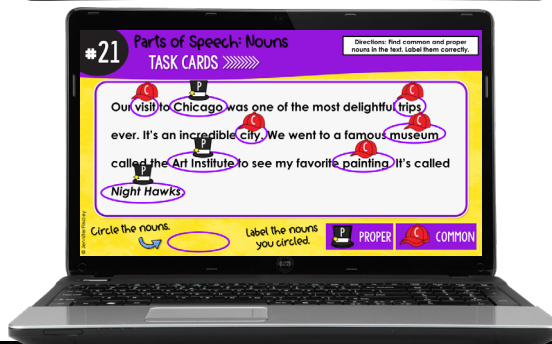 #21
Parts of Speech: Nouns
TASK CARDS
Directions: Find common and proper
nouns in the text. Label them correctly.
C
P
C
Our visit to Chicago was one of the most delightful trips
C
C
ever. It's an incredible city. We went to a famous museum
P
C
called the Art Institute to see my favorite painting. It's called
P
Night Hawks
Circle the nouns.
Label the nouns
you circled.
P PROPER
C COMMON